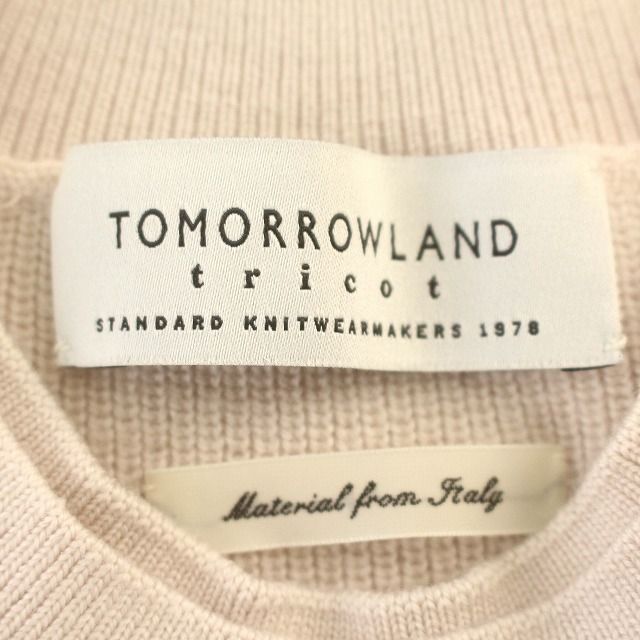 TOMORROWLAND
tricot
STANDARD KNITWEARMAKERS 1978
Material from Italy